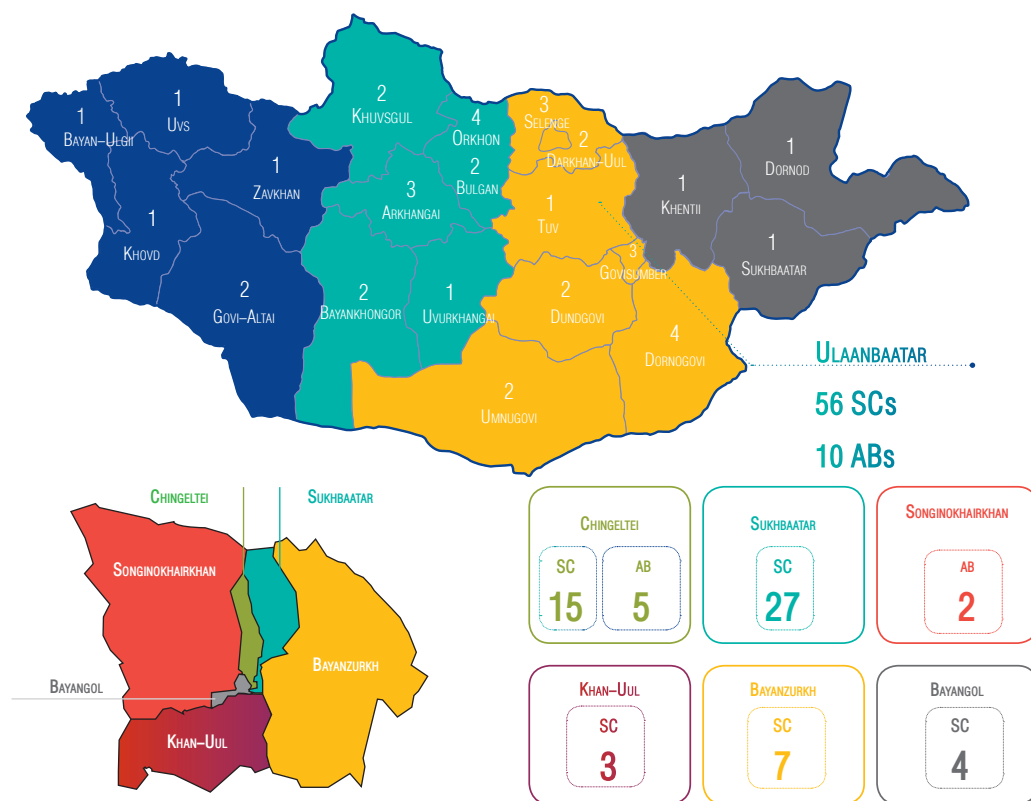 1
Bayan–Ulgii
1
Uvs
1
Zavkhan
1
Khovd
2
Govi–Altai
2
Khuvsgul
4
Orkhon
2
Bulgan
3
Arkhangai
2
Bayankhongor
1
Uvurkhangai
3
Selenge
2
Darkhan–Uul
1
Tuv
3
Govisumber
2
Dundgovi
4
Dornogovi
2
Umnugovi
1
Khentii
1
Dornod
1
Sukhbaatar
Ulaanbaatar
56 SCs
10 ABs
Chingeltei
Sukhbaatar
Songinokhairkhan
Bayanzurkh
Bayangol
Khan–Uul
Chingeltei
SC
15
AB
5
Sukhbaatar
SC
27
Songinokhairkhan
AB
2
Khan–Uul
SC
3
Bayanzurkh
SC
7
Bayangol
SC
4